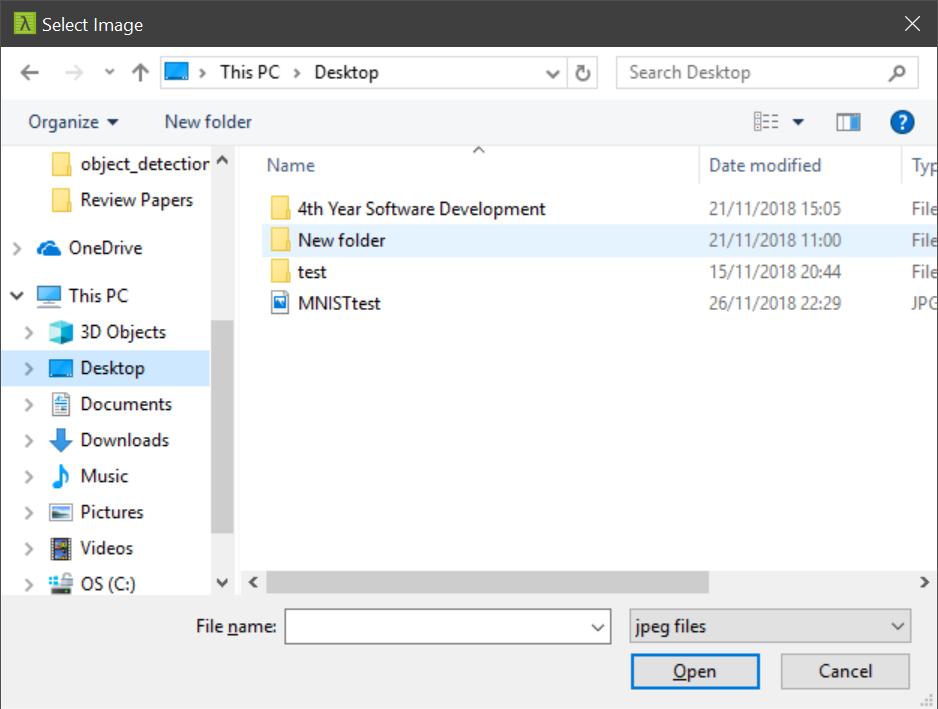 Select Image
This PC > Desktop
Search Desktop
Organize
New folder
object_detection
Review Papers
OneDrive
This PC
3D Objects
Desktop
Documents
Downloads
Music
Pictures
Videos
OS (C:)
Name Date modified Typ
4th Year Software Development 21/11/2018 15:05 File
New folder 21/11/2018 11:00 File
test 15/11/2018 20:44 File
MNISTtest 26/11/2018 22:29 JPG
File name:
jpeg files
Open
Cancel